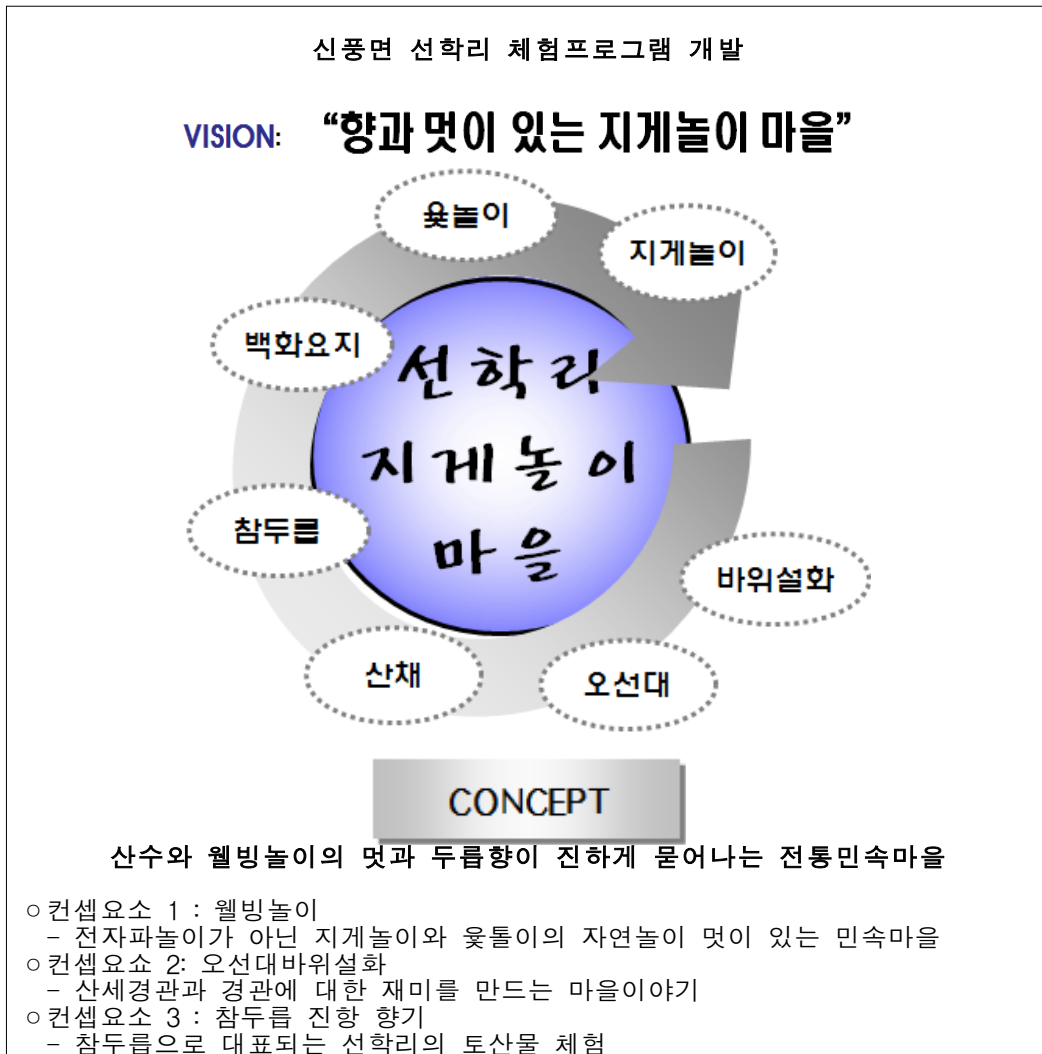 신풍면 선학리 체험프로그램 개발
VISION: “향과 멋이 있는 지게놀이 마을”
윷놀이
지게놀이
백화요지
선학리
지게놀이
마을
참두릅
바위설화
산채
오선대
CONCEPT
산수와 웰빙놀이의 멋과 두릅향이 진하게 묻어나는 전통민속마을
○컨셉요소 1 : 웰빙놀이
- 전자파놀이가 아닌 지게놀이와 윷톨이의 자연놀이 멋이 있는 민속마을
○컨셉요쇼 2: 오선대바위설화
- 산세경관과 경관에 대한 재미를 만드는 마을이야기
○컨셉요소 3 : 참두릅 진항 향기
- 참두릅으로 대표되는 선학리의 토산물 체험